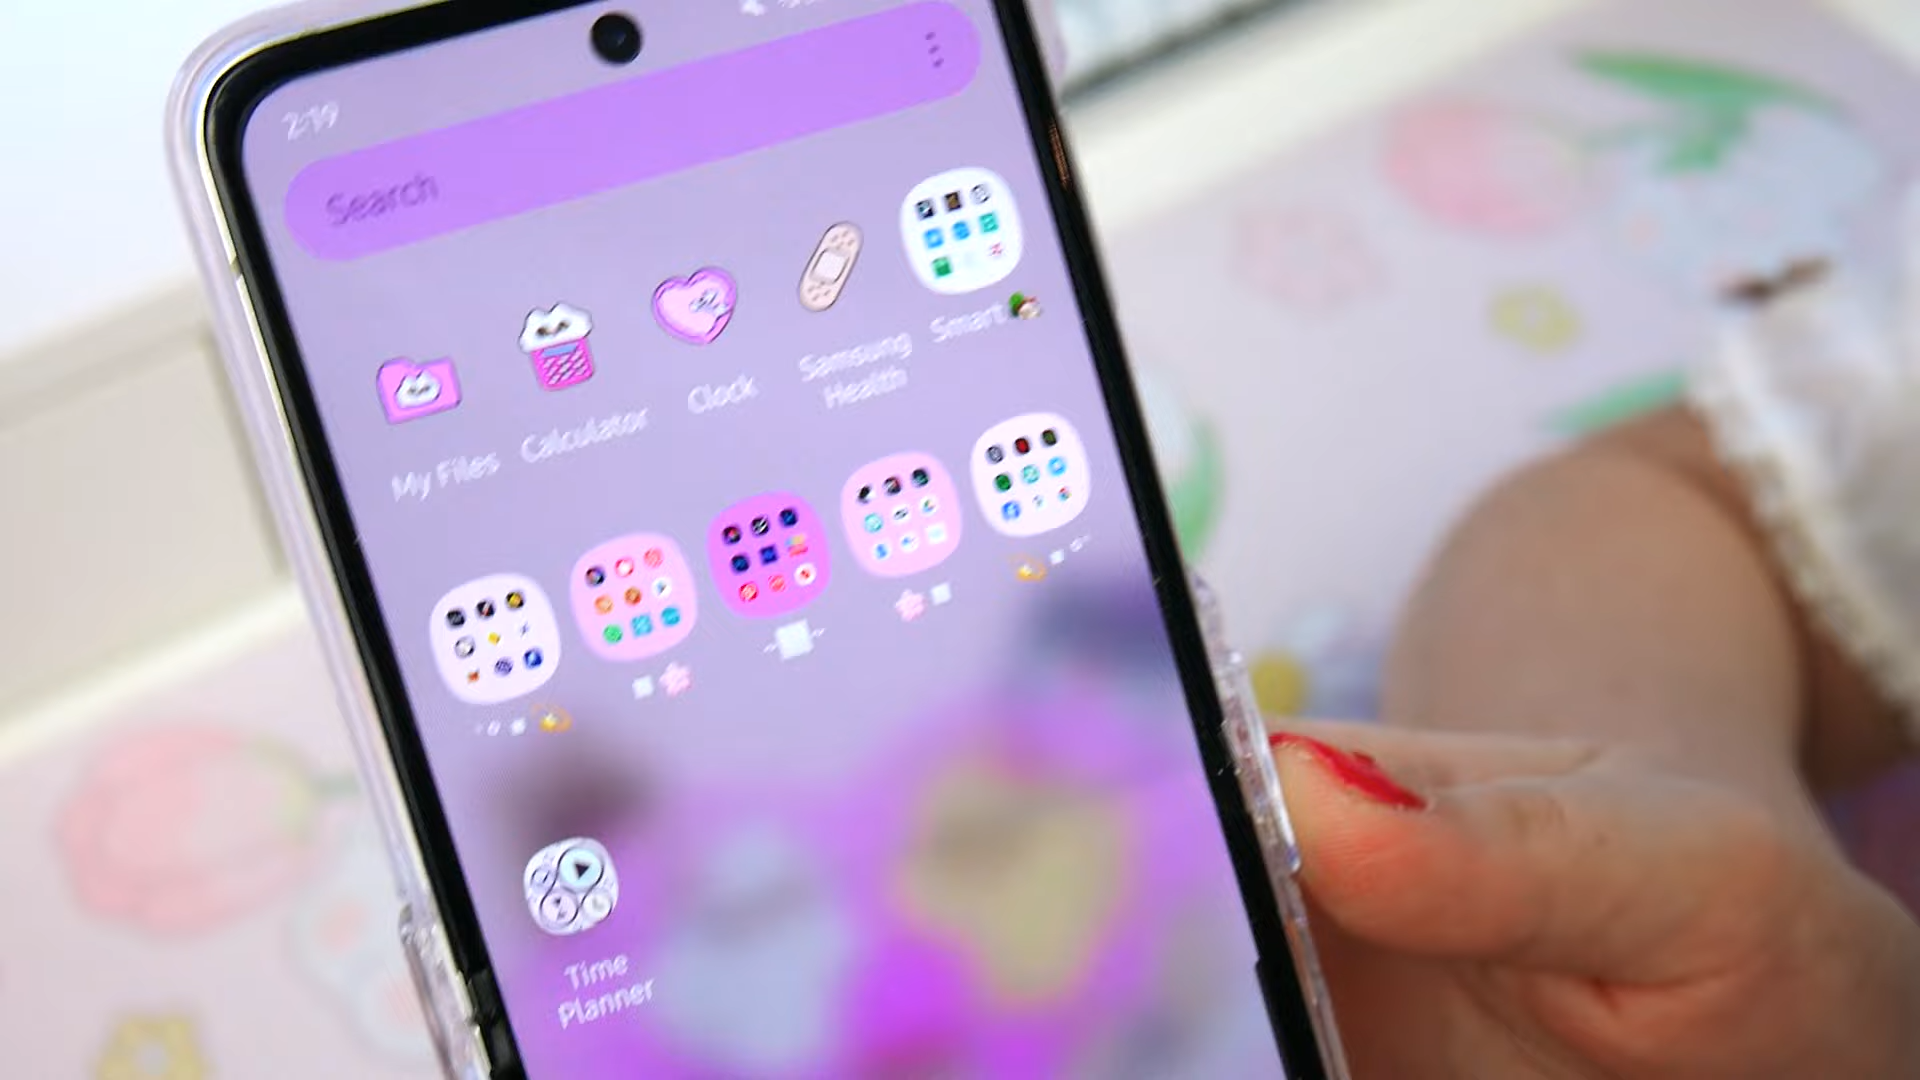 2:19
Search
My Files
Calculator
Clock
Samsung
Health
Smart
Time
Planner